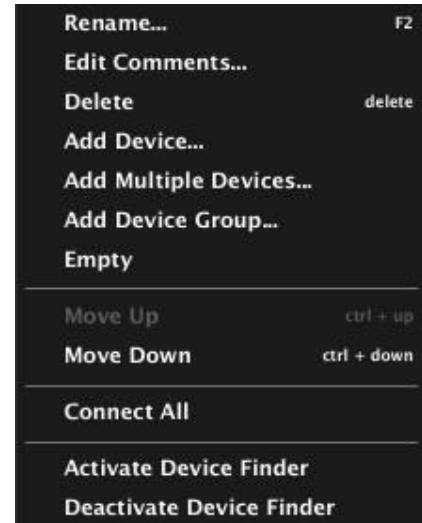 Rename... F2
Edit Comments...
Delete delete
Add Device...
Add Multiple Devices...
Add Device Group...
Empty
Move Up ctrl + up
Move Down ctrl + down
Connect All
Activate Device Finder
Deactivate Device Finder